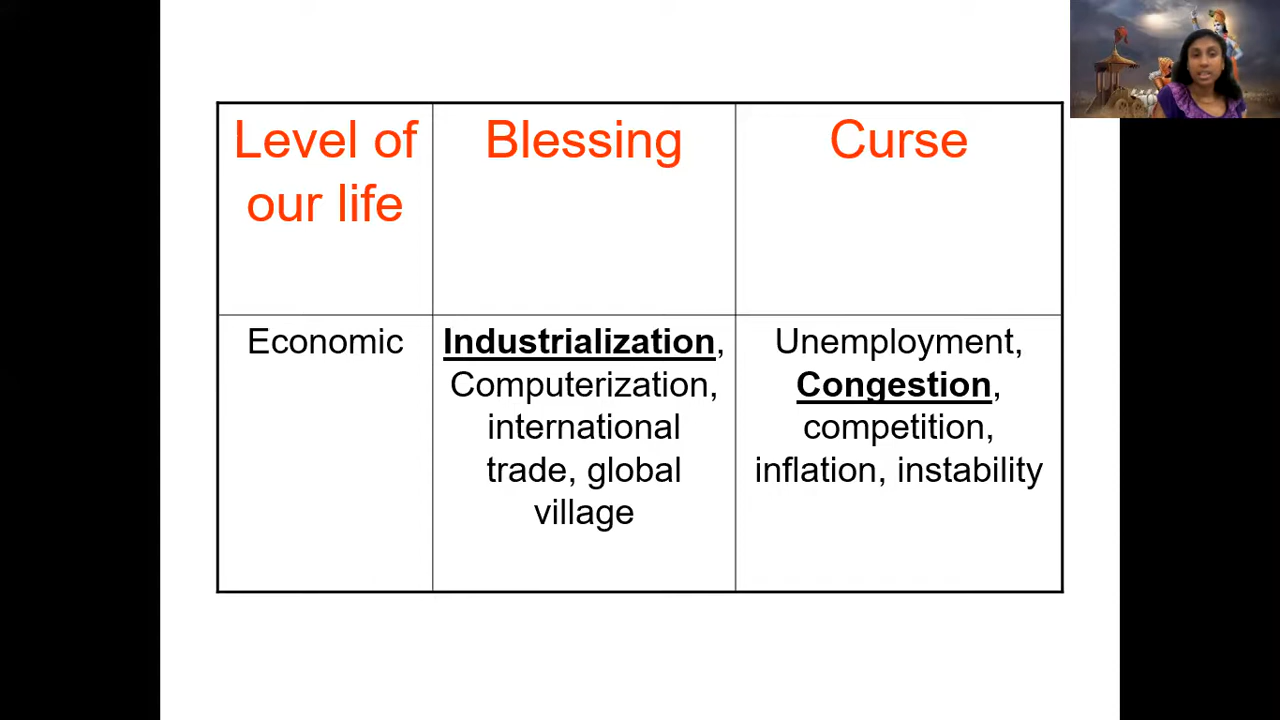 Level of
our life
Blessing
Curse
Economic
Industrialization,
Computerization,
international
trade, global
village
Unemployment,
Congestion,
competition,
inflation, instability